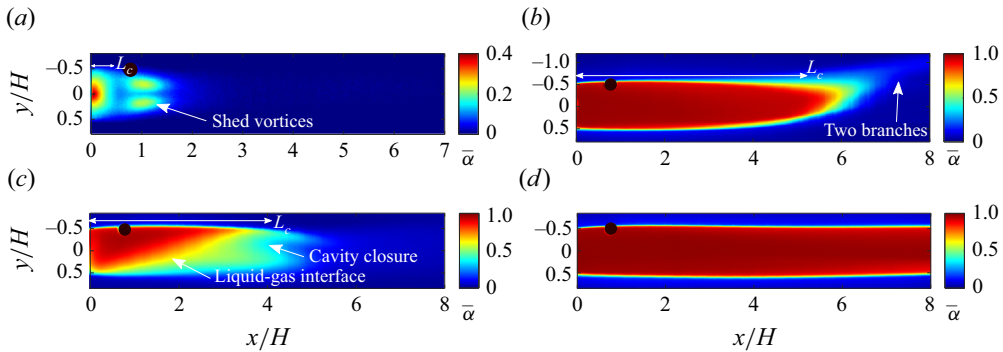 (a)
(b)
(c)
(d)
y/H
−0.5
0
0.5
L_c
Shed vortices
0 1 2 3 4 5 6 7
0.4
0.2
0
α̅
y/H
−1.0
−0.5
0
0.5
L_c
Two branches
0 2 4 6 8
1.0
0.5
0
α̅
y/H
−0.5
0
0.5
L_c
Cavity closure
Liquid-gas interface
0 2 4 6 8
x/H
1.0
0.5
0
α̅
y/H
−0.5
0
0.5
0 2 4 6 8
x/H
1.0
0.5
0
α̅